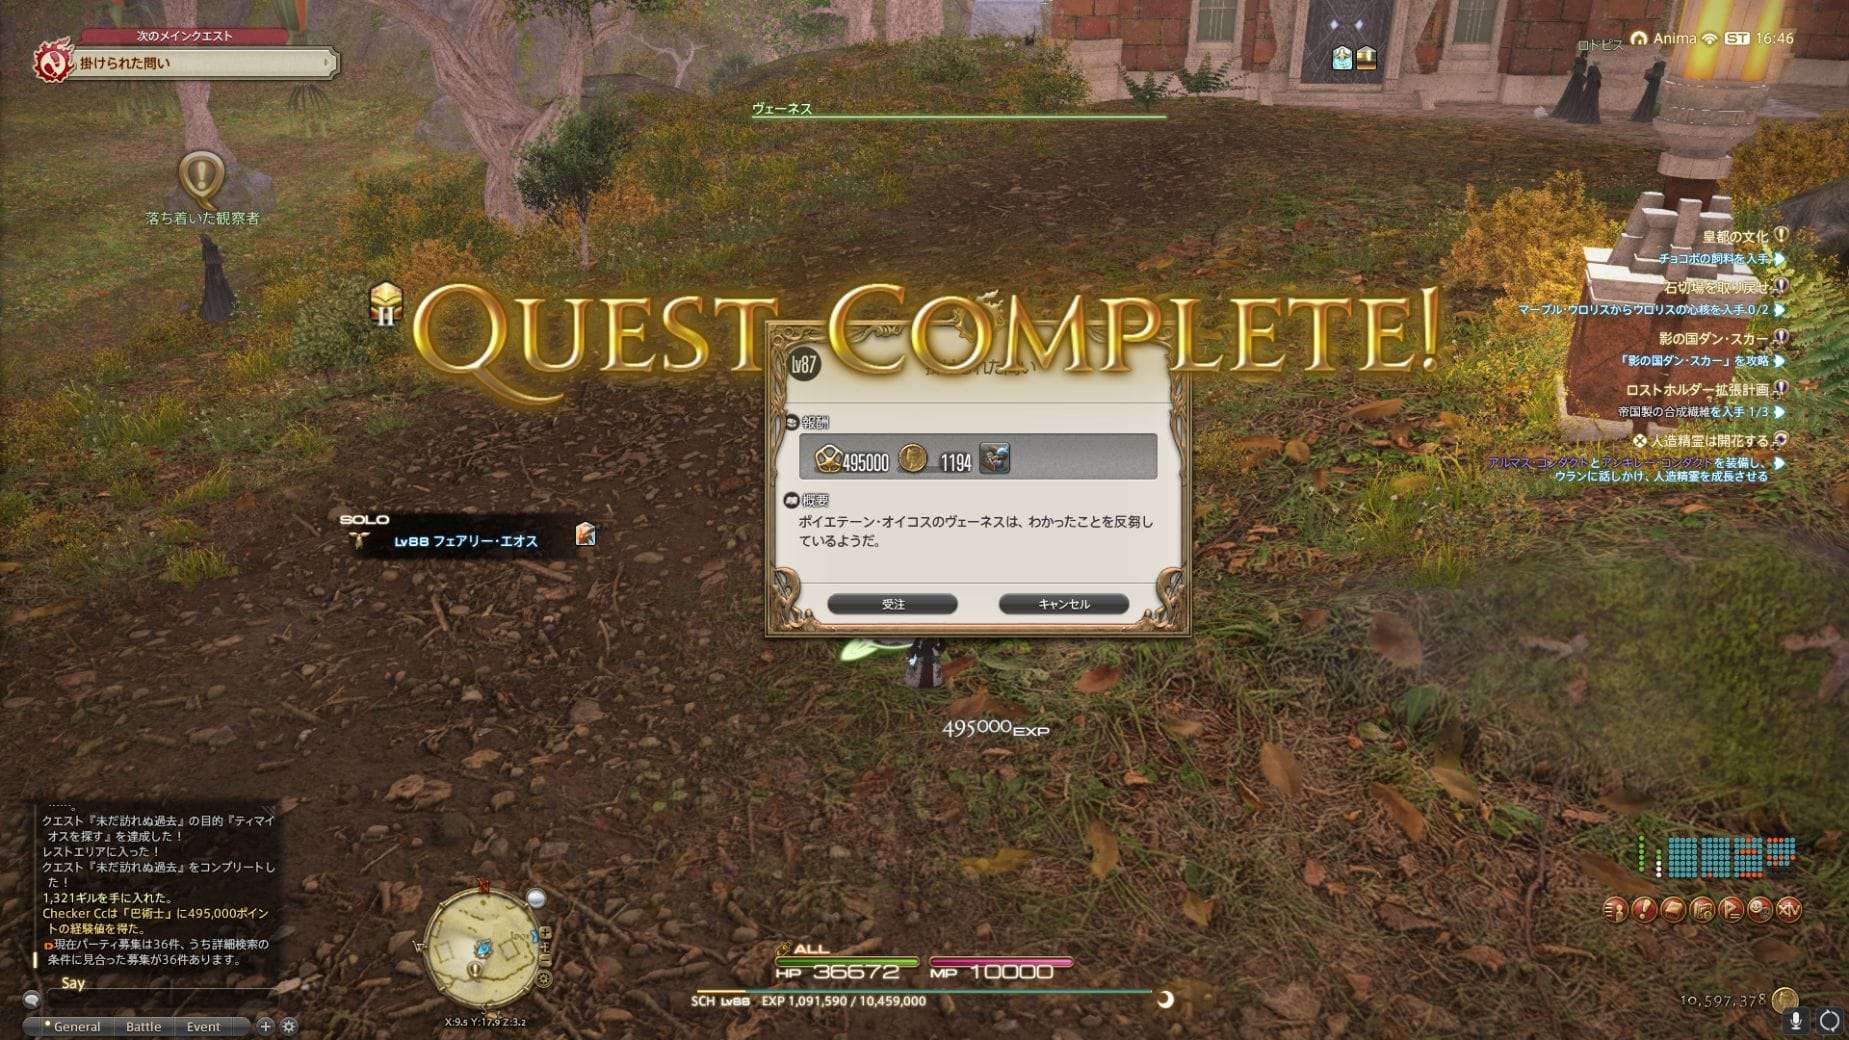 次のメインクエスト
掛けられた問い
ロドピス
Anima
ST 16:46
ヴェーネス
落ち着いた観察者
皇都の文化
チョコボの飼料を入手
石切場を取り戻せ
マーブル・ウロリスからウロリスの心核を入手 0/2
影の国ダン・スカー
「影の国ダン・スカー」を攻略
ロストホルダー拡張計画
帝国製の合成繊維を入手 1/3
人造精霊は開花する
アルマス・コンダクトとアンキレー・コンダクトを装備し、
ウランに話しかけ、人造精霊を成長させる
II
QUEST COMPLETE!
lv87
報酬
495000
1194
概要
ポイエテーン・オイコスのヴェーネスは、わかったことを反芻し
ているようだ。
受注
キャンセル
SOLO
Lv88 フェアリー・エオス
495000EXP
……。
クエスト『未だ訪れぬ過去』の目的『ティマイ
オスを探す』を達成した！
レストエリアに入った！
クエスト『未だ訪れぬ過去』をコンプリートし
た！
1,321ギルを手に入れた。
Checker Ccは「巴術士」に495,000ポイン
トの経験値を得た。
現在パーティ募集は36件、うち詳細検索の
条件に見合った募集が36件あります。
Say
General
Battle
Event
X:9.5 Y:17.9 Z:3.2
ALL
HP 36672
MP 10000
SCH Lv88 EXP 1,091,590 / 10,459,000
XIV
10,597,378